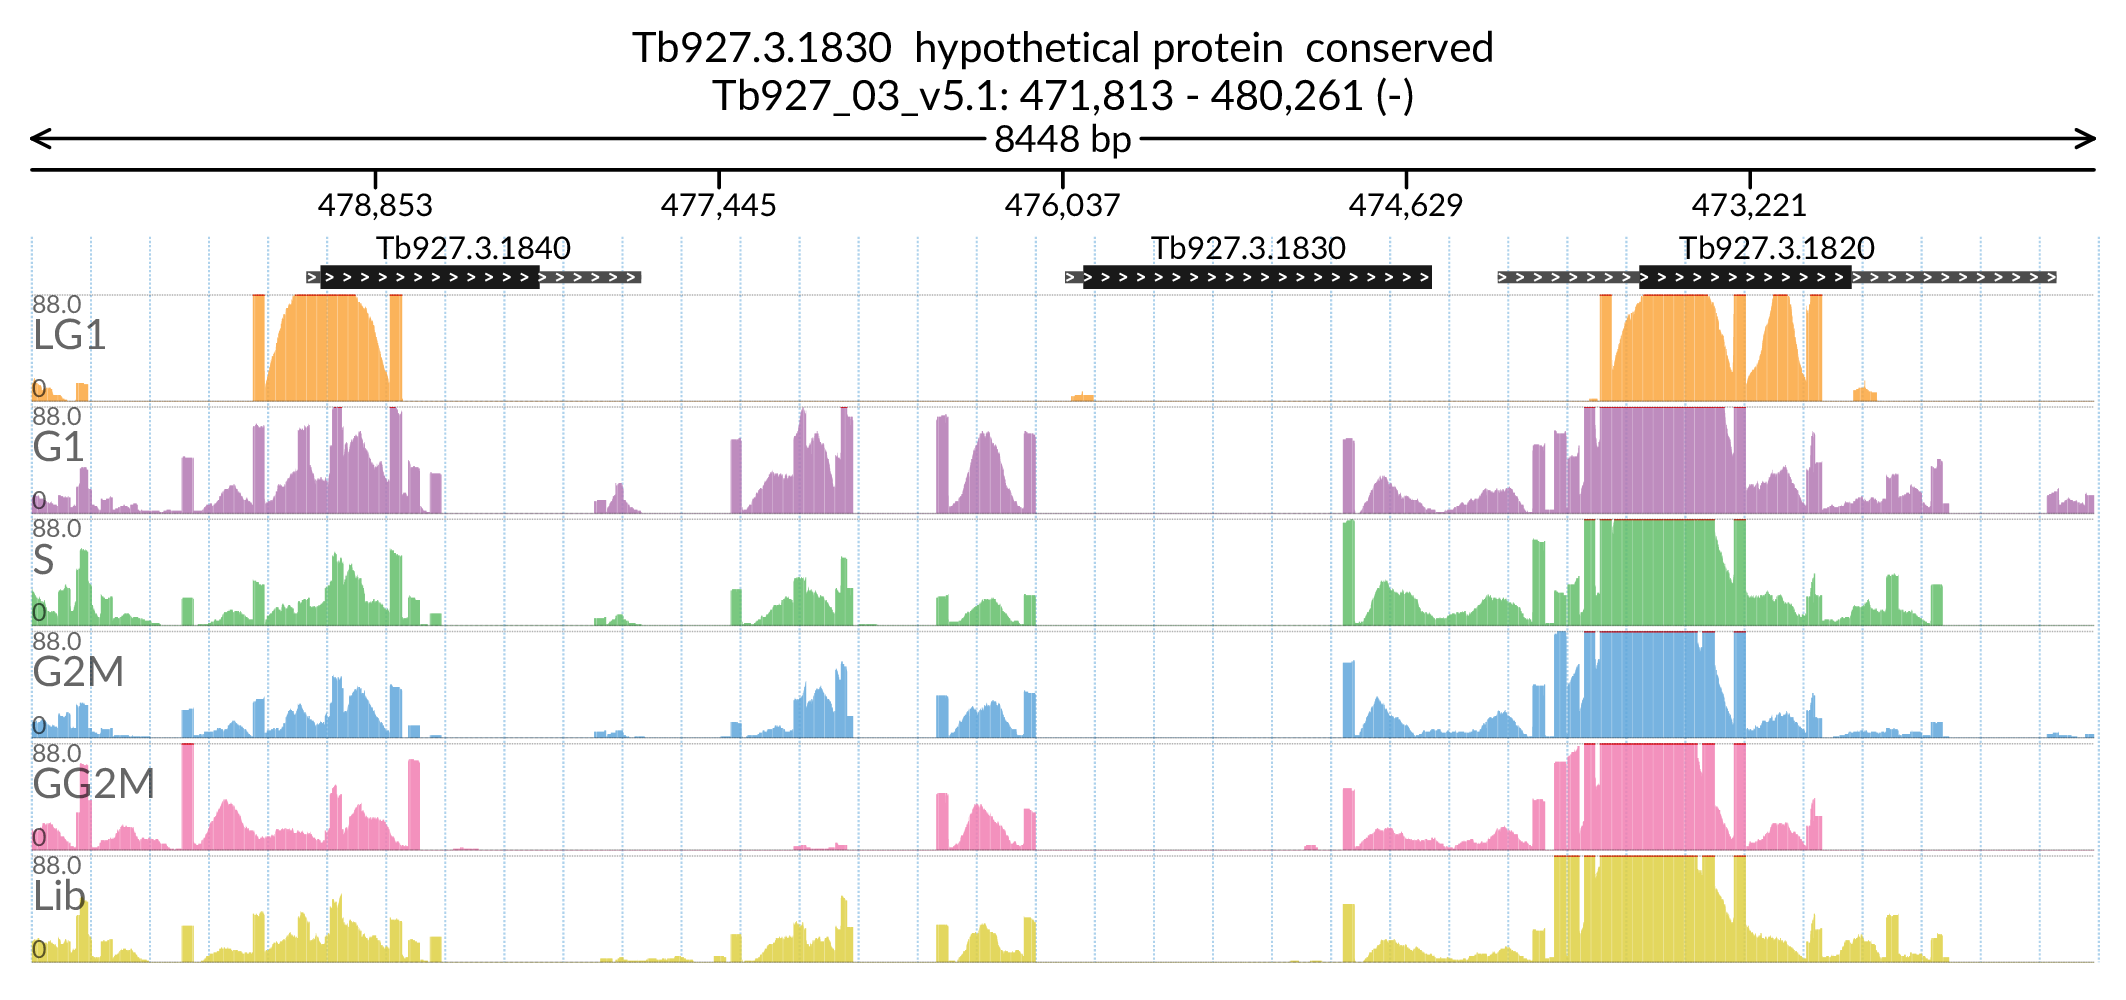 Tb927.3.1830 hypothetical protein conserved
Tb927_03_v5.1: 471,813 - 480,261 (-)
8448 bp
478,853 477,445 476,037 474,629 473,221
Tb927.3.1840 Tb927.3.1830 Tb927.3.1820
88.0
LG1
0
88.0
G1
0
88.0
S
0
88.0
G2M
0
88.0
GG2M
0
88.0
Lib
0